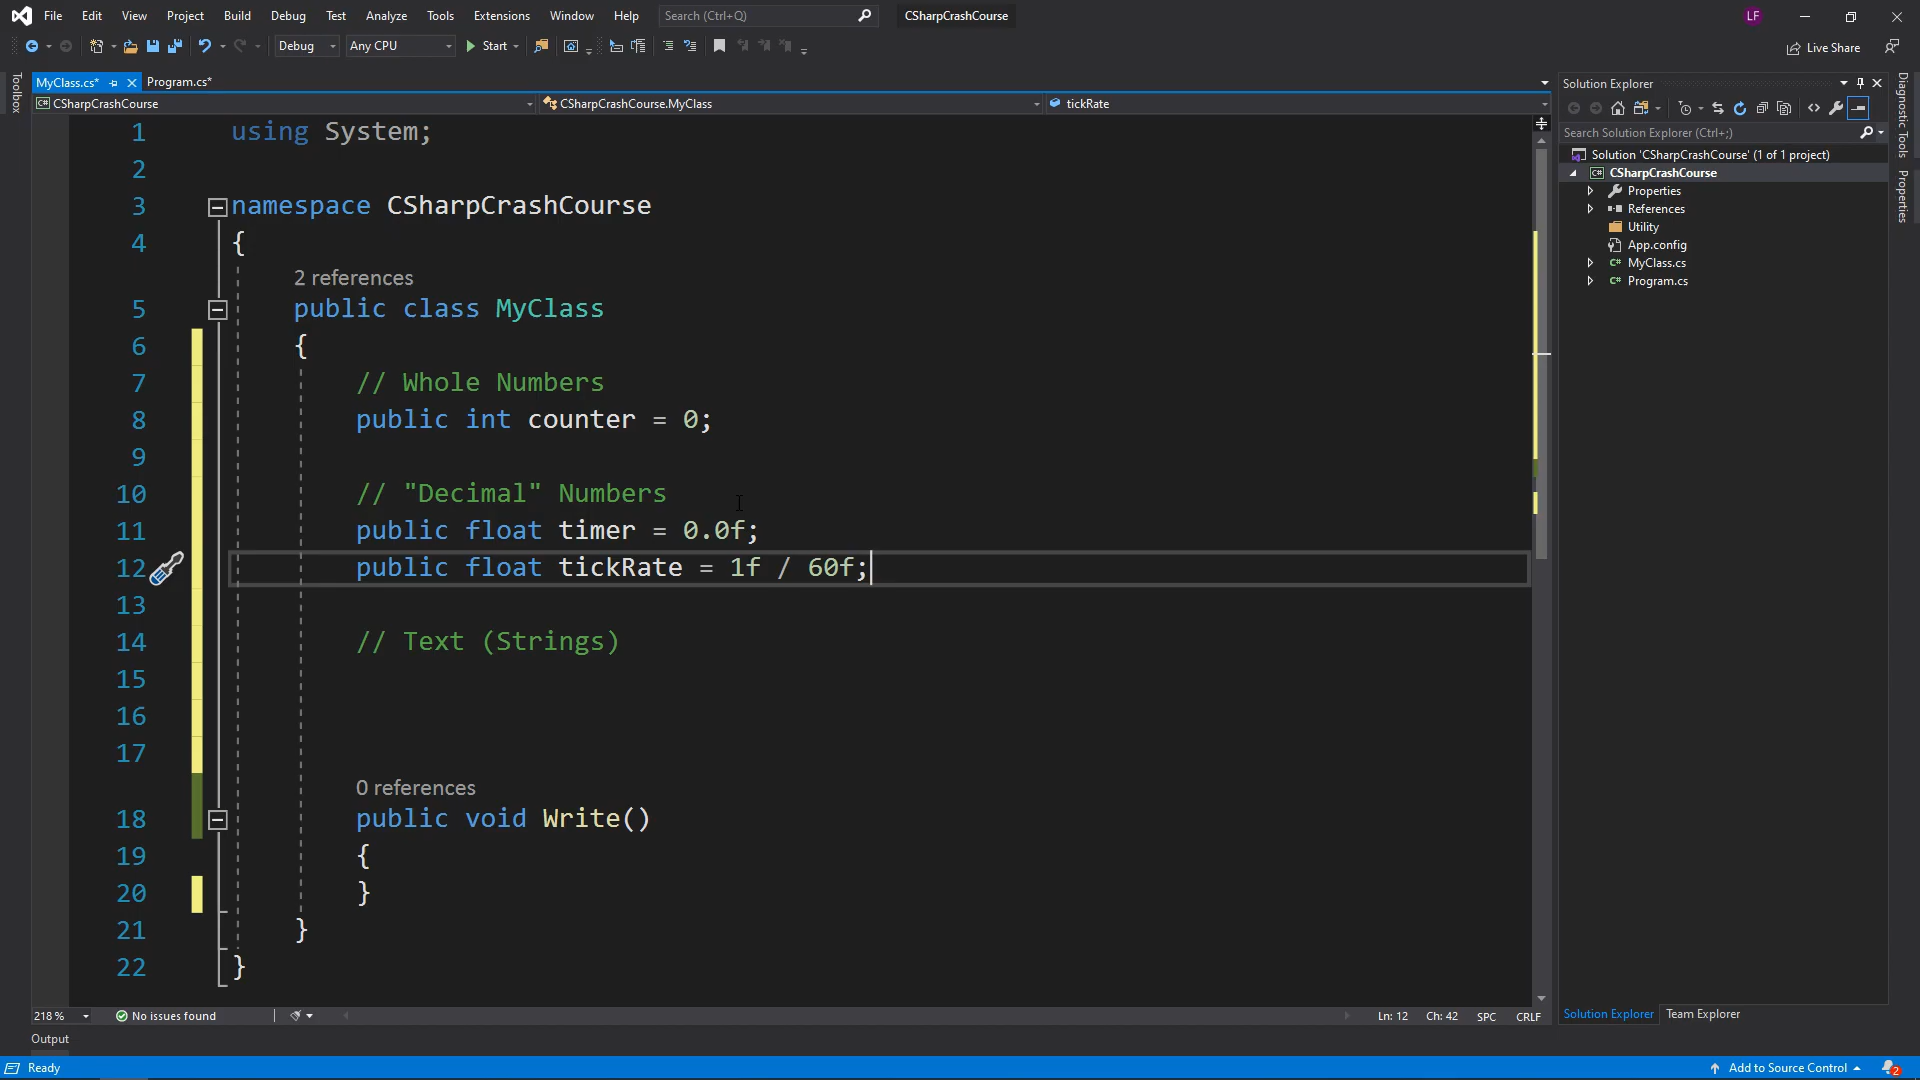 File Edit View Project Build Debug Test Analyze Tools Extensions Window Help Search (Ctrl+Q) CSharpCrashCourse LF
Debug Any CPU Start Live Share
MyClass.cs* Program.cs*
CSharpCrashCourse CSharpCrashCourse.MyClass tickRate
Toolbox
1 using System;
2
3 namespace CSharpCrashCourse
4 {
2 references
5 public class MyClass
6 {
7 // Whole Numbers
8 public int counter = 0;
9
10 // "Decimal" Numbers
11 public float timer = 0.0f;
12 public float tickRate = 1f / 60f;
13
14 // Text (Strings)
15
16
17
0 references
18 public void Write()
19 {
20 }
21 }
22 }
218 % No issues found Ln: 12 Ch: 42 SPC CRLF
Solution Explorer
Search Solution Explorer (Ctrl+;)
Solution 'CSharpCrashCourse' (1 of 1 project)
C# CSharpCrashCourse
Properties
References
Utility
App.config
C# MyClass.cs
C# Program.cs
Solution Explorer Team Explorer
Diagnostic Tools
Properties
Output
Ready Add to Source Control 2